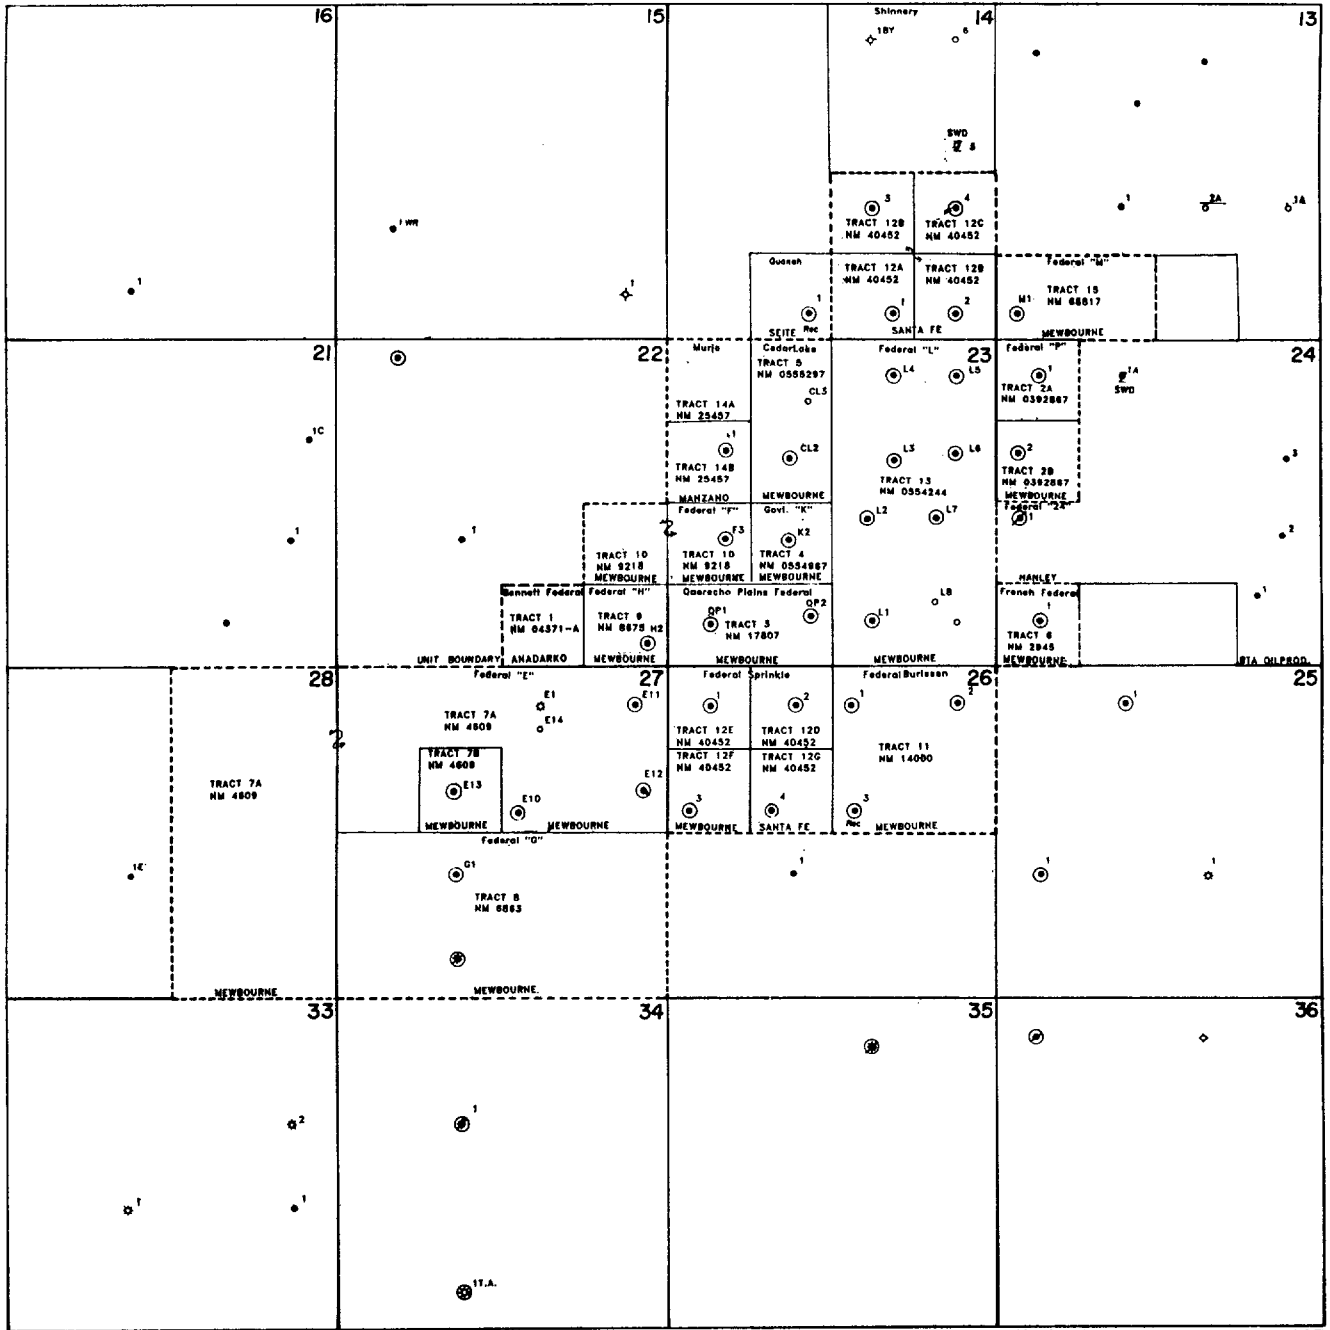 16
15
Shinnery
14
13
1BY
6
SWD
1WR
3
4
1
2A
1A
TRACT 12B
NM 40452
TRACT 12C
NM 40452
1
1
Quanah
TRACT 12A
NM 40452
TRACT 12B
NM 40452
Federal "M"
TRACT 15
NM 65817
1
1
2
M1
SEITE
Rec
SANTA FE
MEWBOURNE
21
22
Murjo
CedarLake
Federal "L"
23
Federal "P"
24
TRACT 5
NM 0555297
L4
L5
1
1A
SWD
TRACT 2A
NM 0392867
CL3
TRACT 14A
NM 25457
1C
CL2
L3
L6
2
3
TRACT 14B
NM 25457
TRACT 13
NM 0554244
TRACT 2B
NM 0392867
MANZANO
MEWBOURNE
MEWBOURNE
Federal "F"
Govt. "K"
L2
L7
Federal "24"
1
1
1
F3
K2
2
TRACT 10
NM 9218
MEWBOURNE
TRACT 10
NM 9218
MEWBOURNE
TRACT 4
NM 0554967
MEWBOURNE
HANLEY
Bennett Federal
Federal "H"
Querecho Plains Federal
L8
French Federal
1
TRACT 1
NM 04371-A
TRACT 9
NM 8675
H2
QP1
QP2
TRACT 3
NM 17807
L1
1
TRACT 6
NM 2945
UNIT BOUNDARY
ANADARKO
MEWBOURNE
MEWBOURNE
MEWBOURNE
MEWBOURNE
BTA OILPROD.
28
Federal "E"
27
Federal Sprinkle
Federal Burleson
26
25
E1
E11
1
2
1
2
1
TRACT 7A
NM 4609
E14
TRACT 12E
NM 40452
TRACT 12D
NM 40452
TRACT 11
NM 14000
TRACT 7B
NM 4609
TRACT 12F
NM 40452
TRACT 12G
NM 40452
TRACT 7A
NM 4609
E13
E12
E10
3
4
3
Rec
MEWBOURNE
MEWBOURNE
MEWBOURNE
SANTA FE
MEWBOURNE
Federal "G"
1E
G1
1
1
1
TRACT 8
NM 6863
MEWBOURNE
MEWBOURNE.
33
34
35
36
2
1
1
1
1T.A.